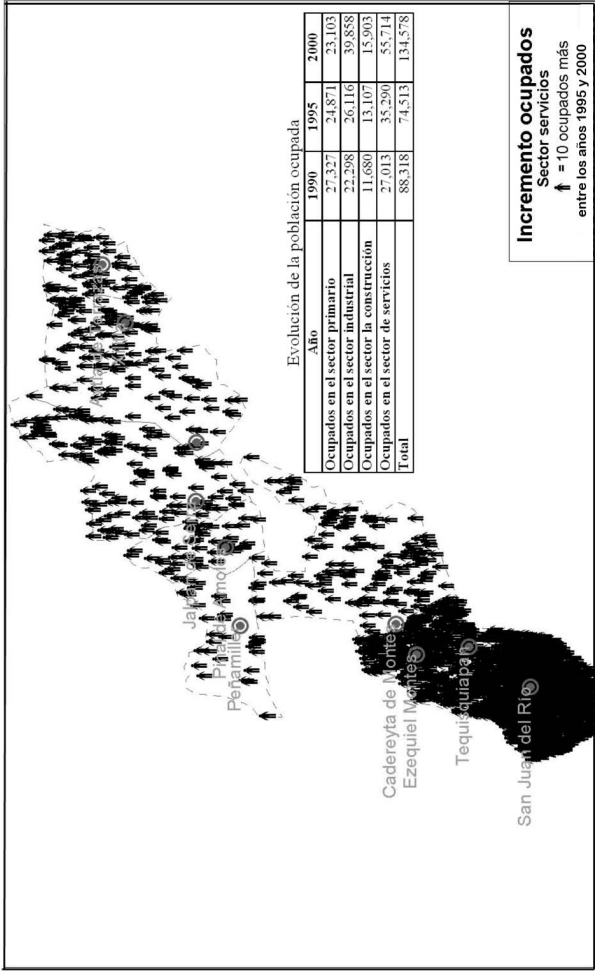 Evolución de la población ocupada
Año 1990 1995 2000
Ocupados en el sector primario 27,327 24,871 23,103
Ocupados en el sector industrial 22,298 26,116 39,858
Ocupados en el sector la construcción 11,680 13,107 15,903
Ocupados en el sector de servicios 27,013 35,290 55,714
Total 88,318 74,513 134,578
Jalpan de Serra
Pinal de Amoles
Peñamiller
Cadereyta de Montes
Ezequiel Montes
Tequisquiapa
San Juan del Río
Incremento ocupados
Sector servicios
= 10 ocupados más
entre los años 1995 y 2000